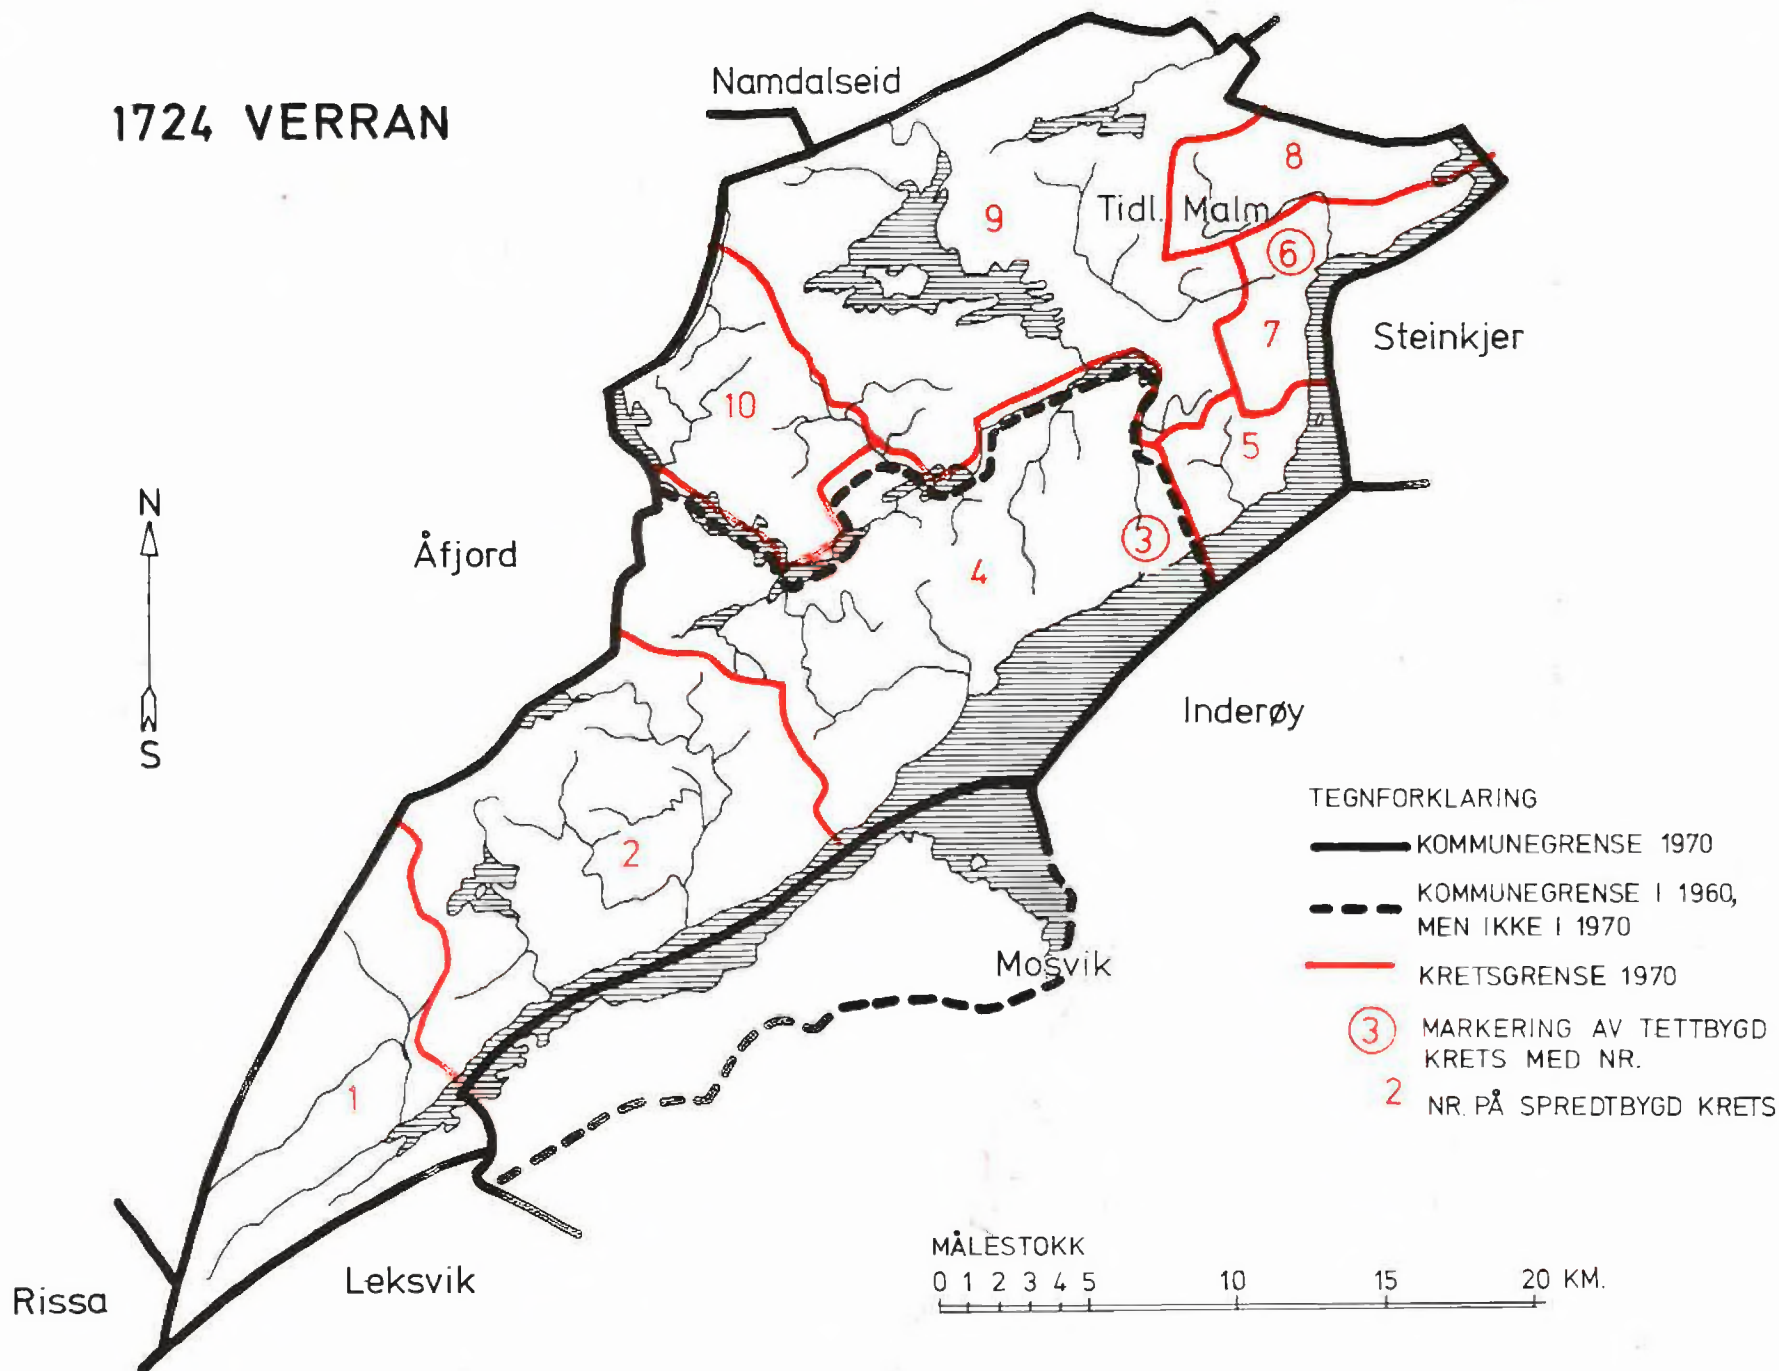 1724 VERRAN
Namdalseid
8
9
Tidl. Malm
6
7
Steinkjer
10
5
N
S
Åfjord
3
4
Inderøy
2
Mosvik
1
Rissa
Leksvik
TEGNFORKLARING
KOMMUNEGRENSE 1970
KOMMUNEGRENSE I 1960,
MEN IKKE I 1970
KRETSGRENSE 1970
3 MARKERING AV TETTBYGD
KRETS MED NR.
2 NR. PÅ SPREDTBYGD KRETS
MÅLESTOKK
0 1 2 3 4 5 10 15 20 KM.